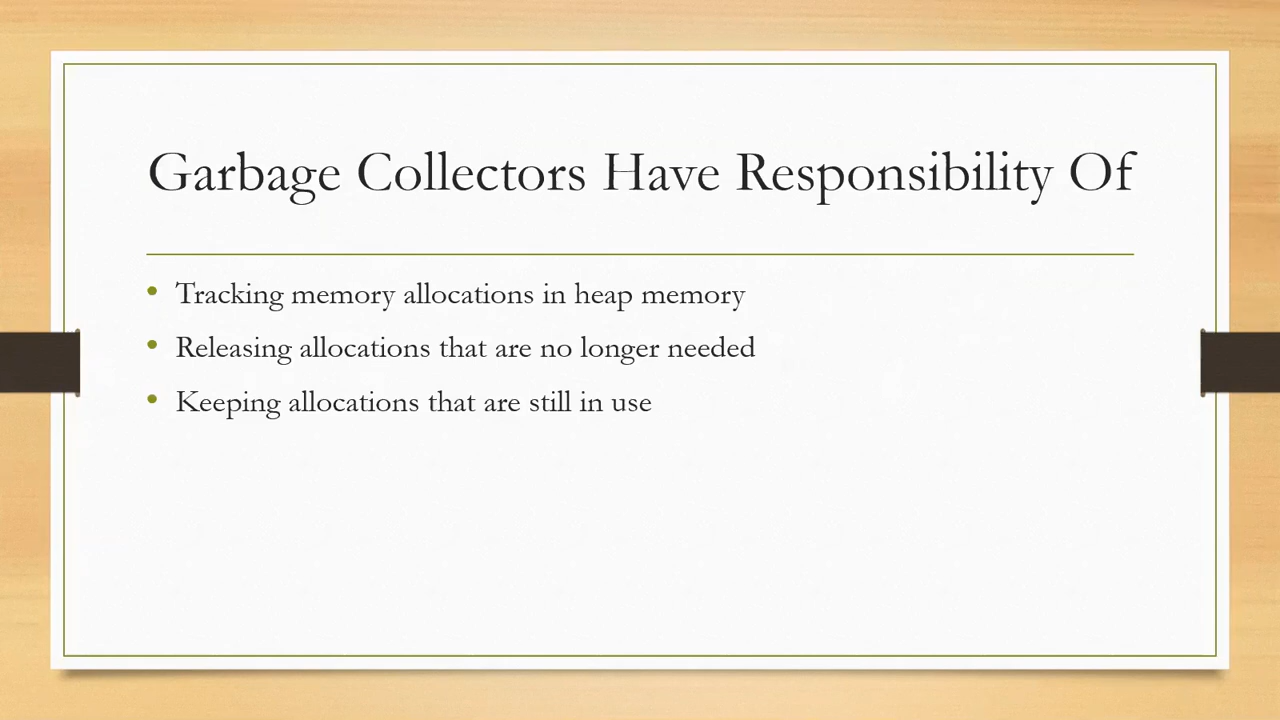 Garbage Collectors Have Responsibility Of
• Tracking memory allocations in heap memory
• Releasing allocations that are no longer needed
• Keeping allocations that are still in use